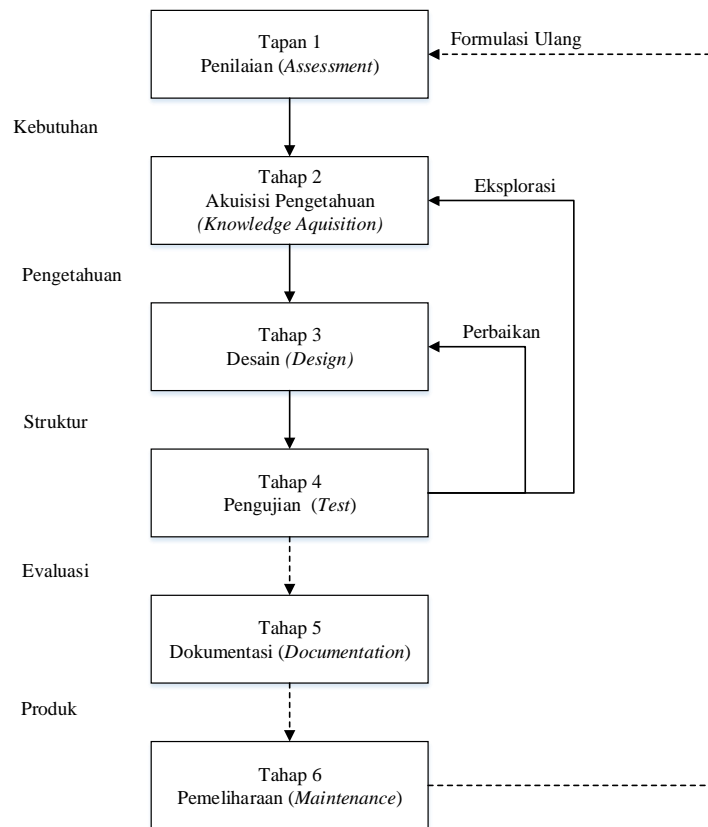 Tapan 1
Penilaian (Assessment)
Formulasi Ulang
Kebutuhan
Tahap 2
Akuisisi Pengetahuan
(Knowledge Aquisition)
Eksplorasi
Pengetahuan
Tahap 3
Desain (Design)
Perbaikan
Struktur
Tahap 4
Pengujian (Test)
Evaluasi
Tahap 5
Dokumentasi (Documentation)
Produk
Tahap 6
Pemeliharaan (Maintenance)